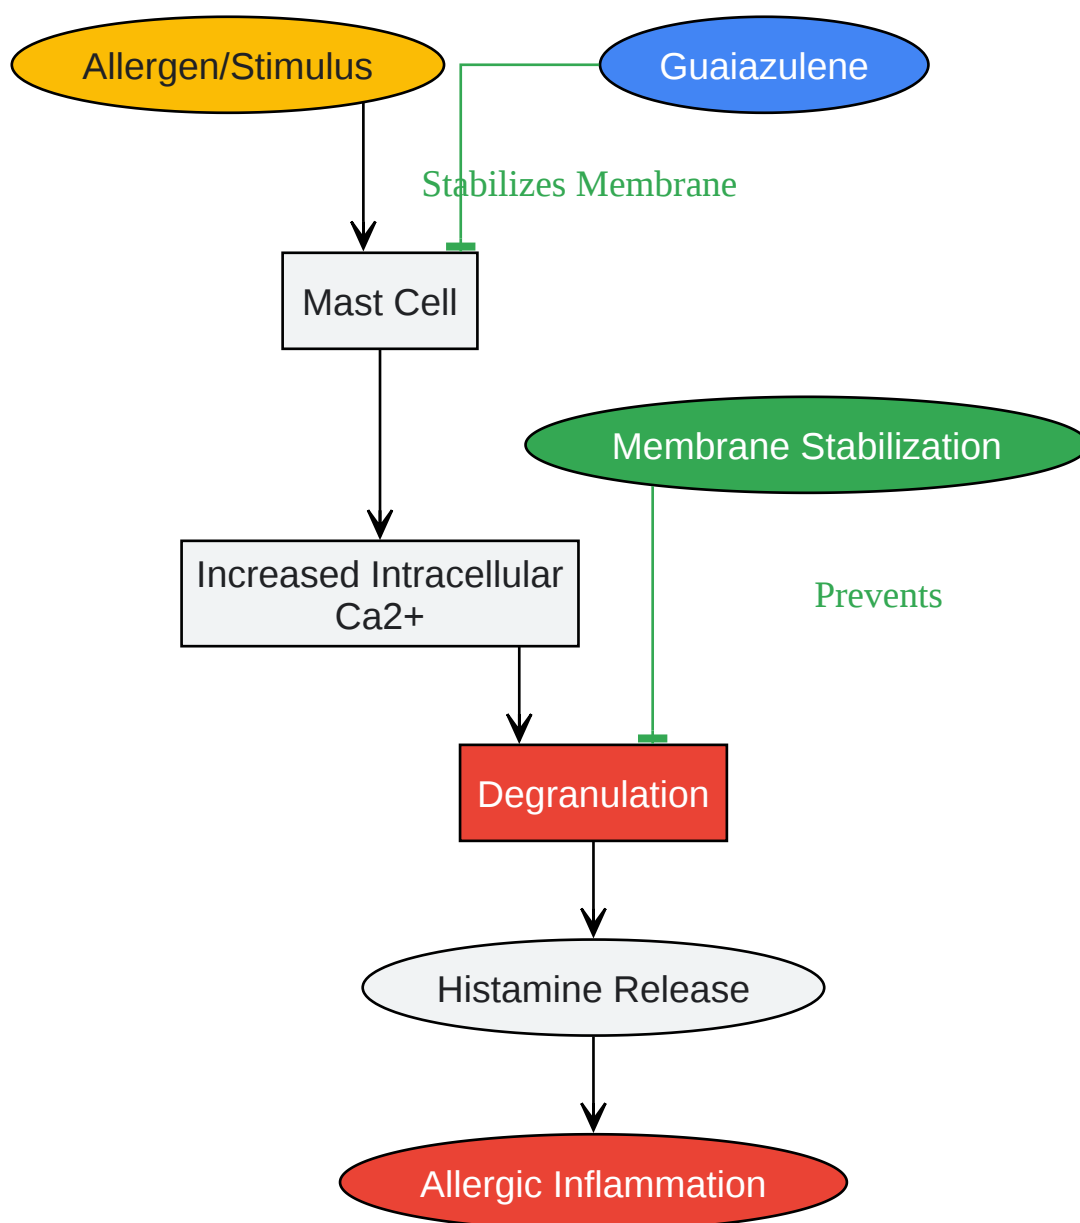 Allergen/Stimulus
Guaiazulene
Stabilizes Membrane
Mast Cell
Membrane Stabilization
Increased Intracellular
Ca2+
Prevents
Degranulation
Histamine Release
Allergic Inflammation